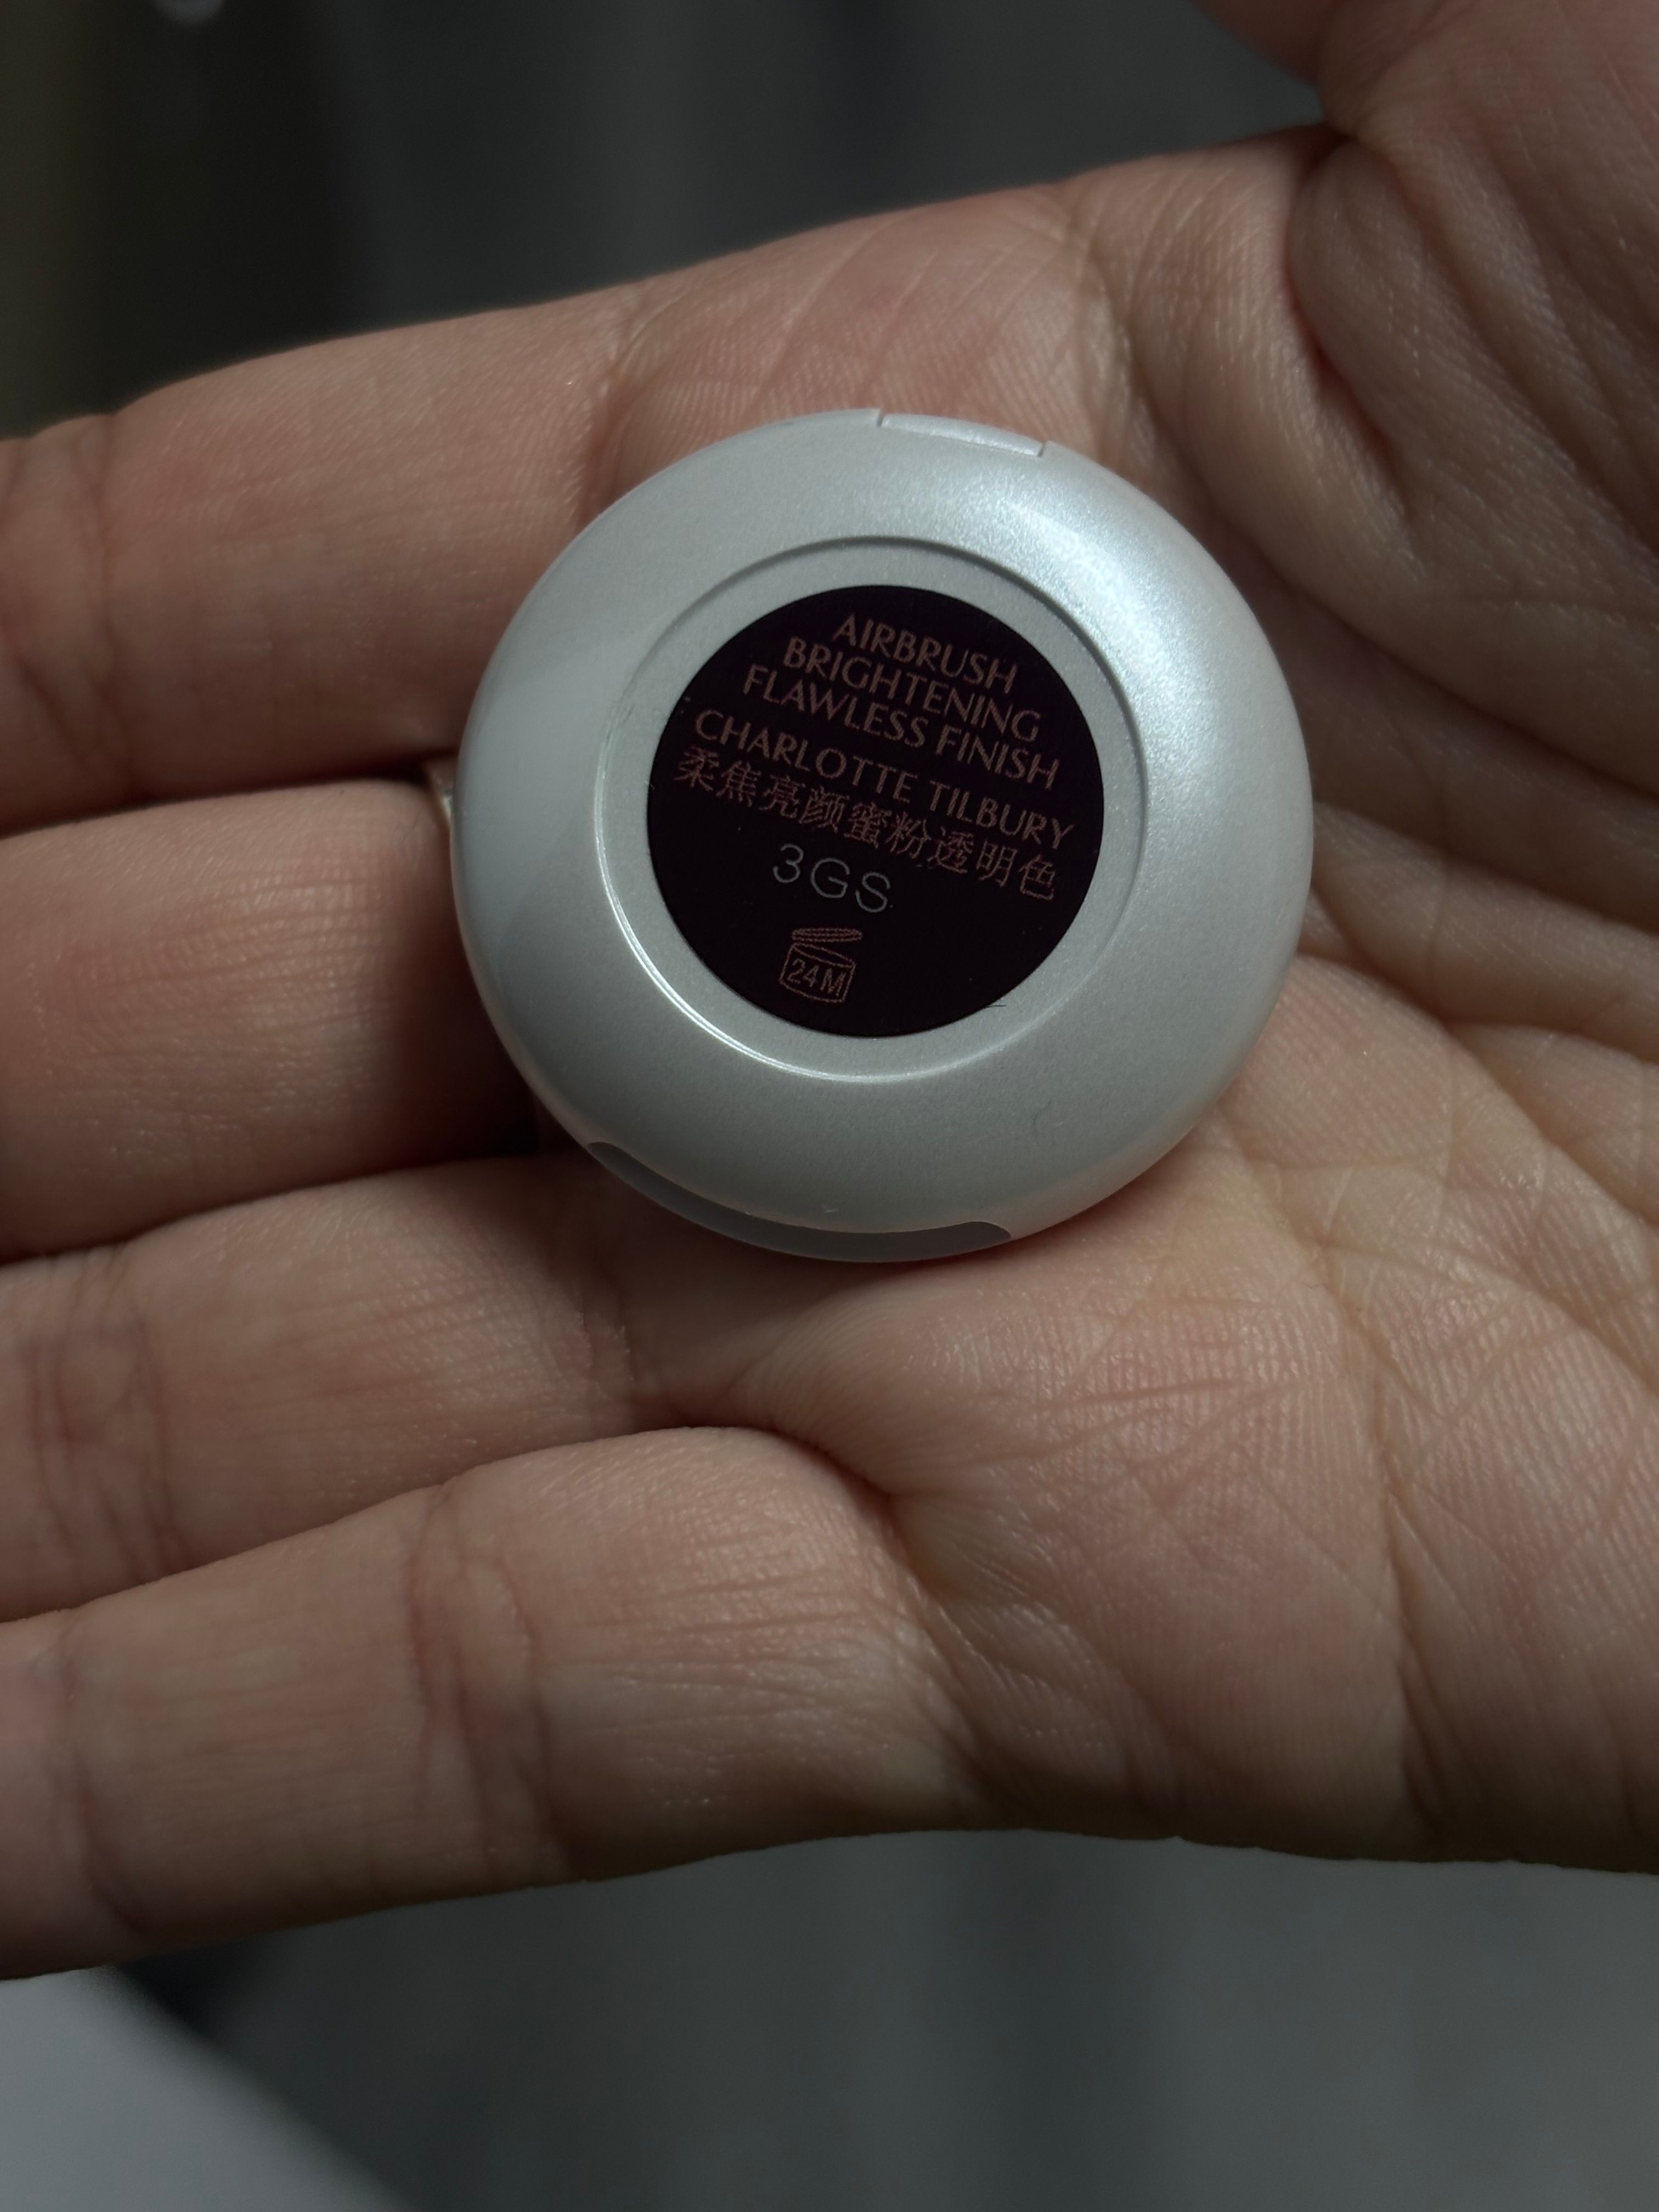 AIRBRUSH
BRIGHTENING
FLAWLESS FINISH
CHARLOTTE TILBURY
柔焦亮颜蜜粉透明色
3GS
24M